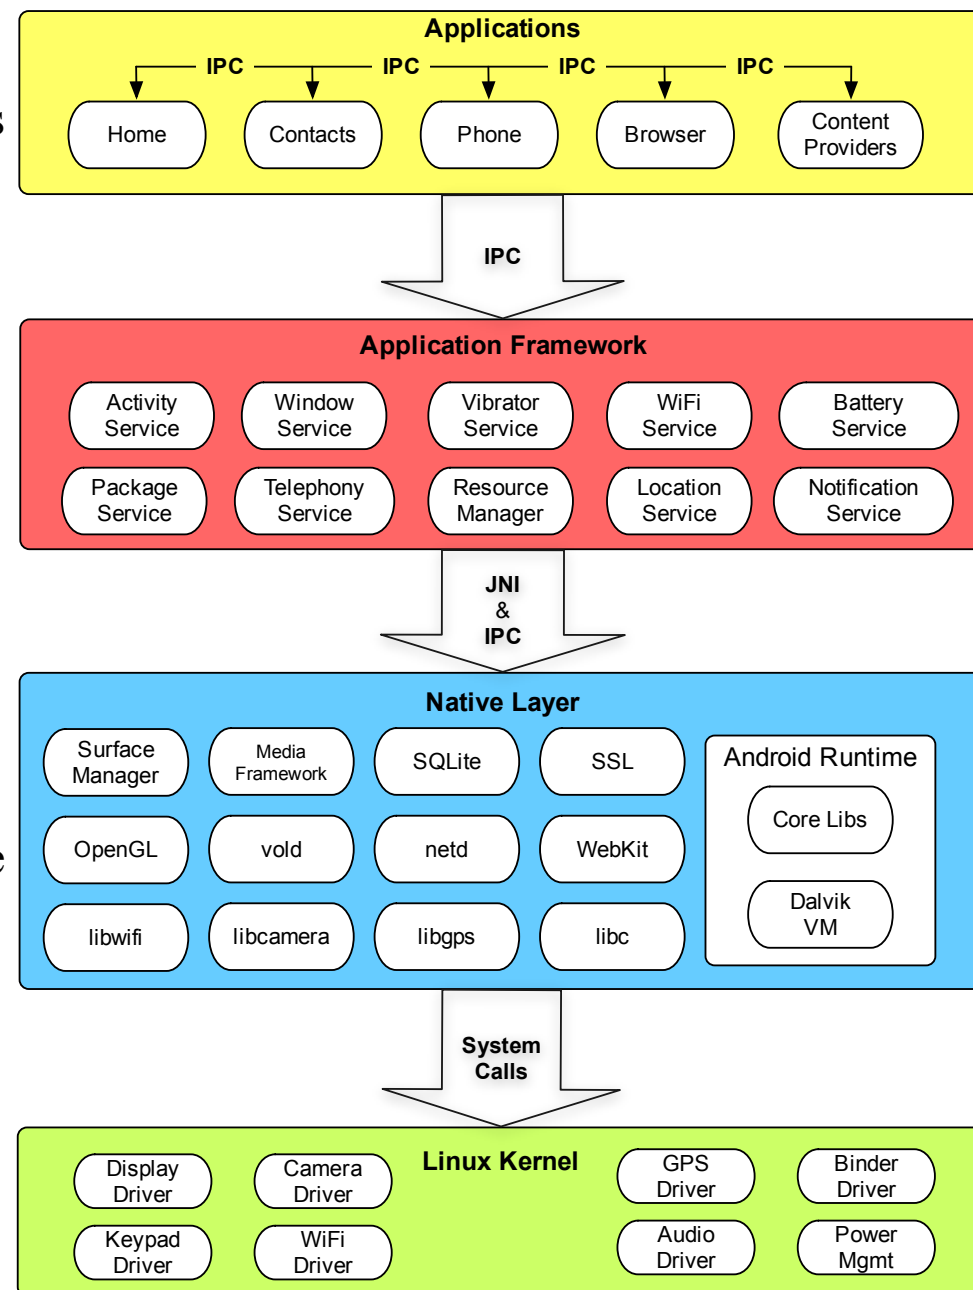 Applications
IPC IPC IPC IPC
s
Home
Contacts
Phone
Browser
Content
Providers
IPC
Application Framework
Activity
Service
Window
Service
Vibrator
Service
WiFi
Service
Battery
Service
Package
Service
Telephony
Service
Resource
Manager
Location
Service
Notification
Service
JNI
&
IPC
Native Layer
Surface
Manager
Media
Framework
SQLite
SSL
Android Runtime
Core Libs
Dalvik
VM
OpenGL
vold
netd
WebKit
e
libwifi
libcamera
libgps
libc
System
Calls
Linux Kernel
Display
Driver
Camera
Driver
GPS
Driver
Binder
Driver
Keypad
Driver
WiFi
Driver
Audio
Driver
Power
Mgmt